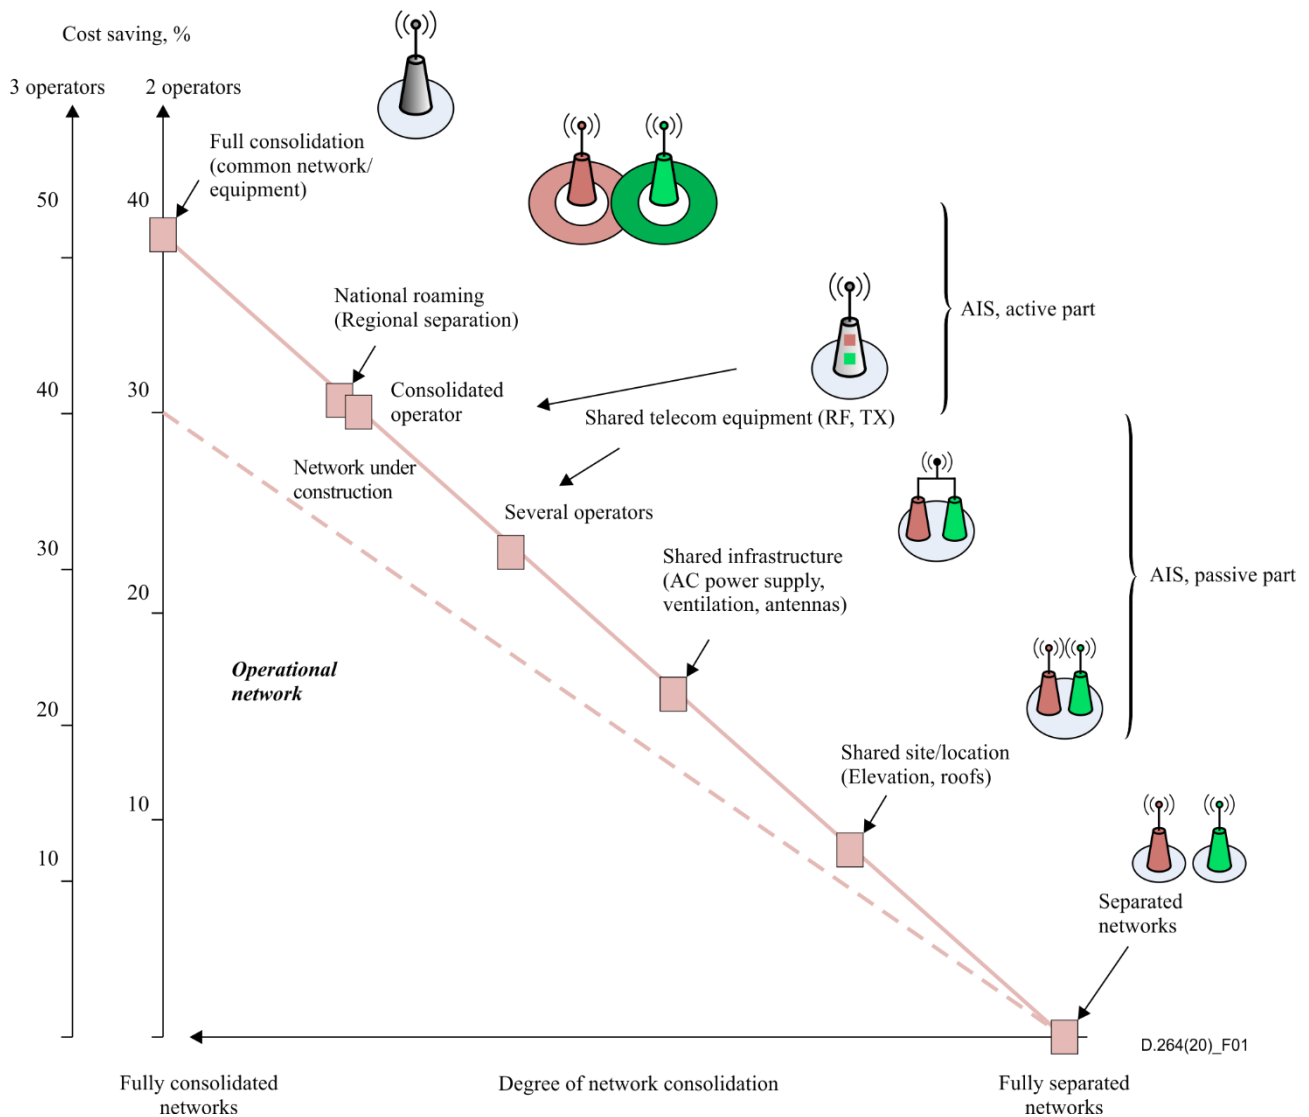 Cost saving, %
3 operators
2 operators
Full consolidation
(common network/
equipment)
50
40
National roaming
(Regional separation)
AIS, active part
40
30
Consolidated
operator
Shared telecom equipment (RF, TX)
Network under
construction
Several operators
30
Shared infrastructure
(AC power supply,
ventilation, antennas)
AIS, passive part
20
Operational
network
20
Shared site/location
(Elevation, roofs)
10
10
Separated
networks
D.264(20)_F01
Fully consolidated
networks
Degree of network consolidation
Fully separated
networks